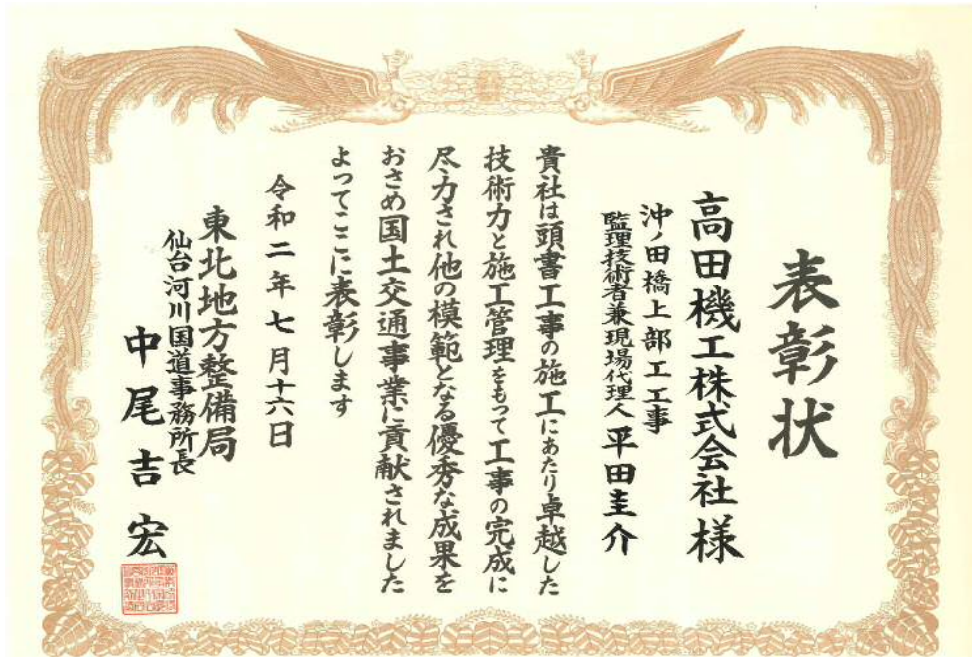 表彰状
高田機工株式会社様
沖ノ田橋上部工工事
監理技術者兼現場代理人 平田圭介
貴社は頭書工事の施工にあたり卓越した
技術力と施工管理をもって工事の完成に
尽力され他の模範となる優秀な成果を
おさめ国土交通事業に貢献されました
よってここに表彰します
令和二年七月十六日
東北地方整備局
仙台河川国道事務所長
中尾吉宏